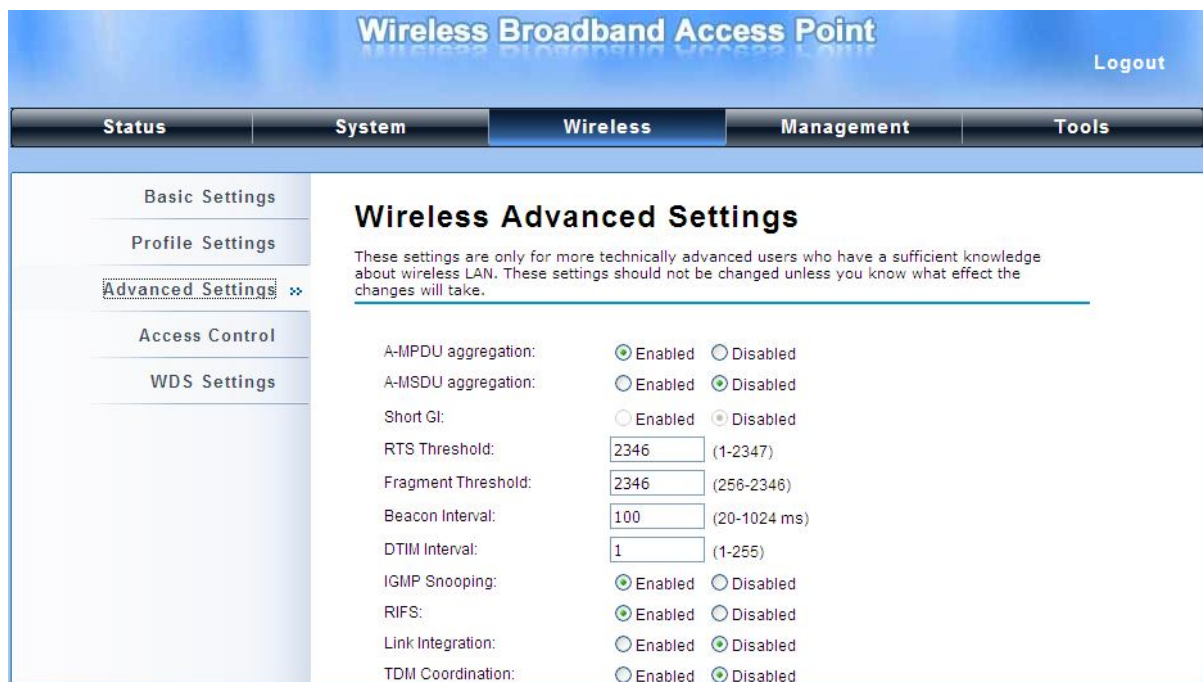 Wireless Broadband Access Point
Logout
Status System Wireless Management Tools
Basic Settings
Profile Settings
Advanced Settings »
Access Control
WDS Settings
Wireless Advanced Settings
These settings are only for more technically advanced users who have a sufficient knowledge
about wireless LAN. These settings should not be changed unless you know what effect the
changes will take.
A-MPDU aggregation: Enabled Disabled
A-MSDU aggregation: Enabled Disabled
Short GI: Enabled Disabled
RTS Threshold: 2346 (1-2347)
Fragment Threshold: 2346 (256-2346)
Beacon Interval: 100 (20-1024 ms)
DTIM Interval: 1 (1-255)
IGMP Snooping: Enabled Disabled
RIFS: Enabled Disabled
Link Integration: Enabled Disabled
TDM Coordination: Enabled Disabled